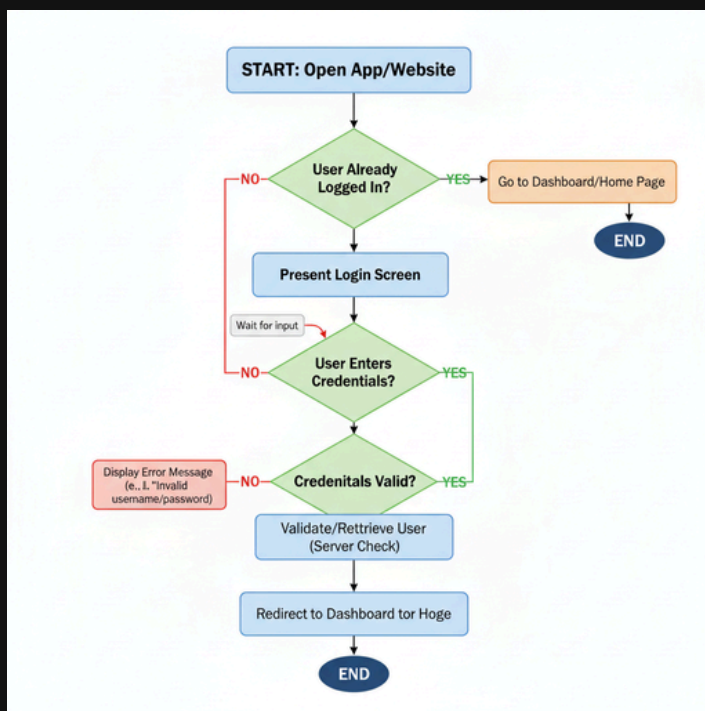 START: Open App/Website
User Already
Logged In?
NO
YES
Go to Dashboard/Home Page
END
Present Login Screen
Wait for input
User Enters
Credentials?
NO
YES
Display Error Message
(e., I. "Invalid
username/password)
NO
Credenitals Valid?
YES
Validate/Rettrieve User
(Server Check)
Redirect to Dashboard tor Hoge
END